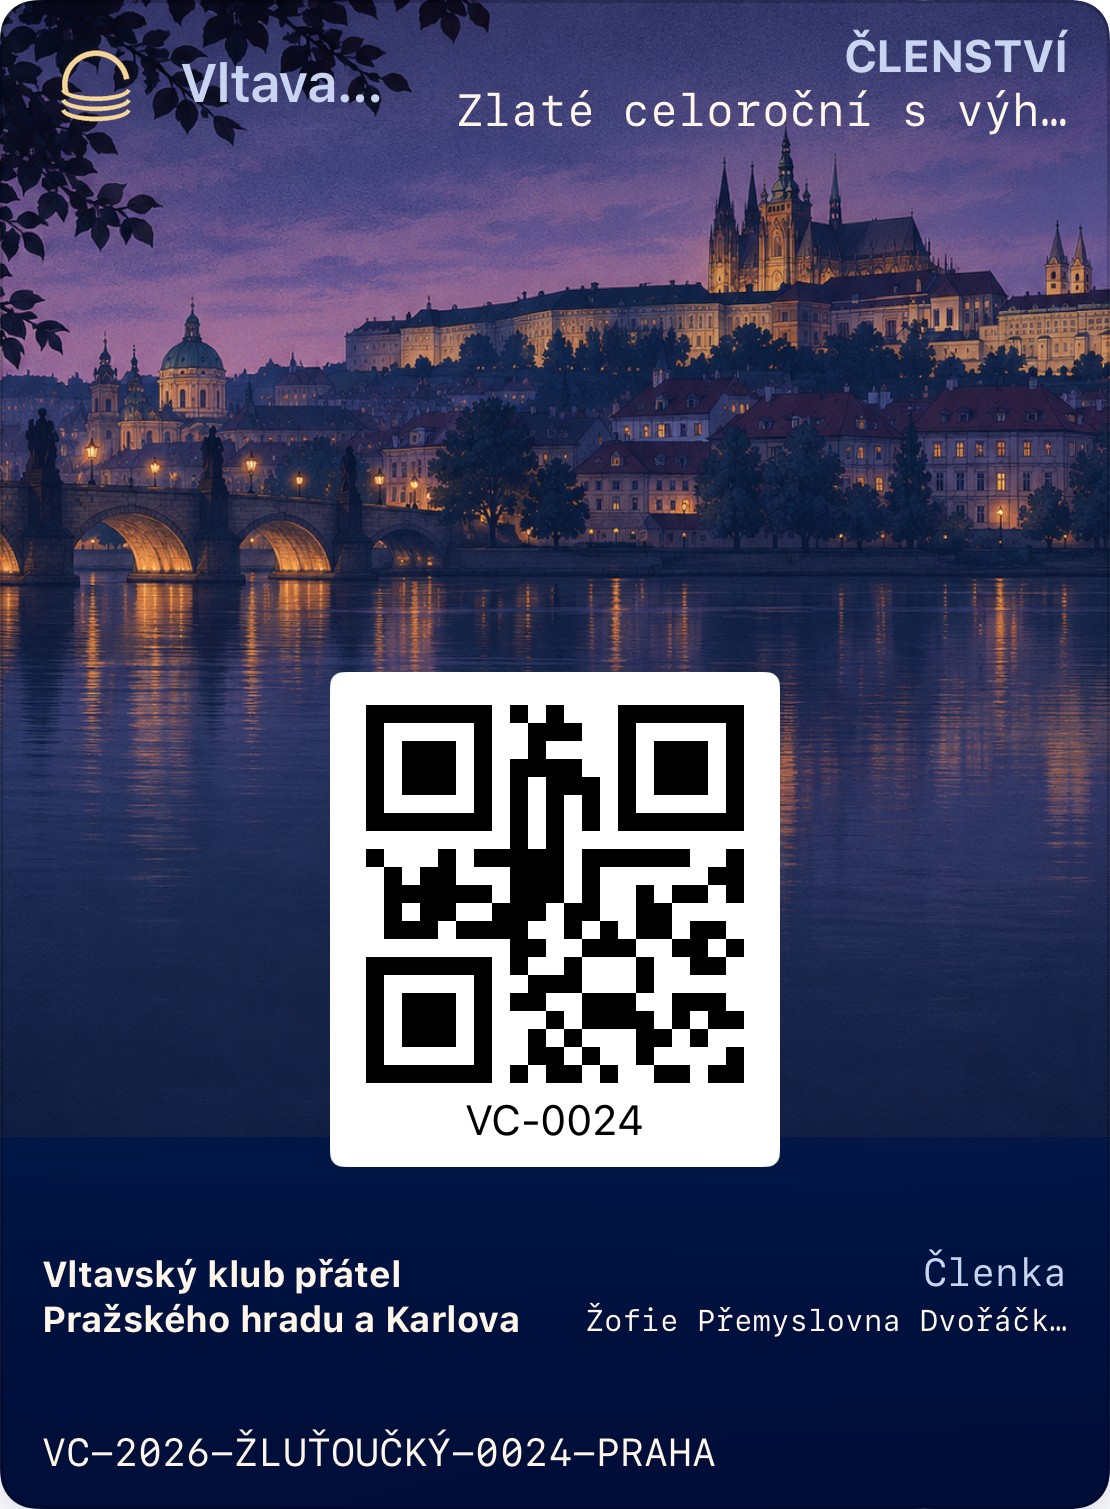 Vltava…
ČLENSTVÍ
Zlaté celoroční s výh…
VC-0024
Vltavský klub přátel
Pražského hradu a Karlova
Členka
Žofie Přemyslovna Dvořáčk…
VC–2026–ŽLUŤOUČKÝ–0024–PRAHA